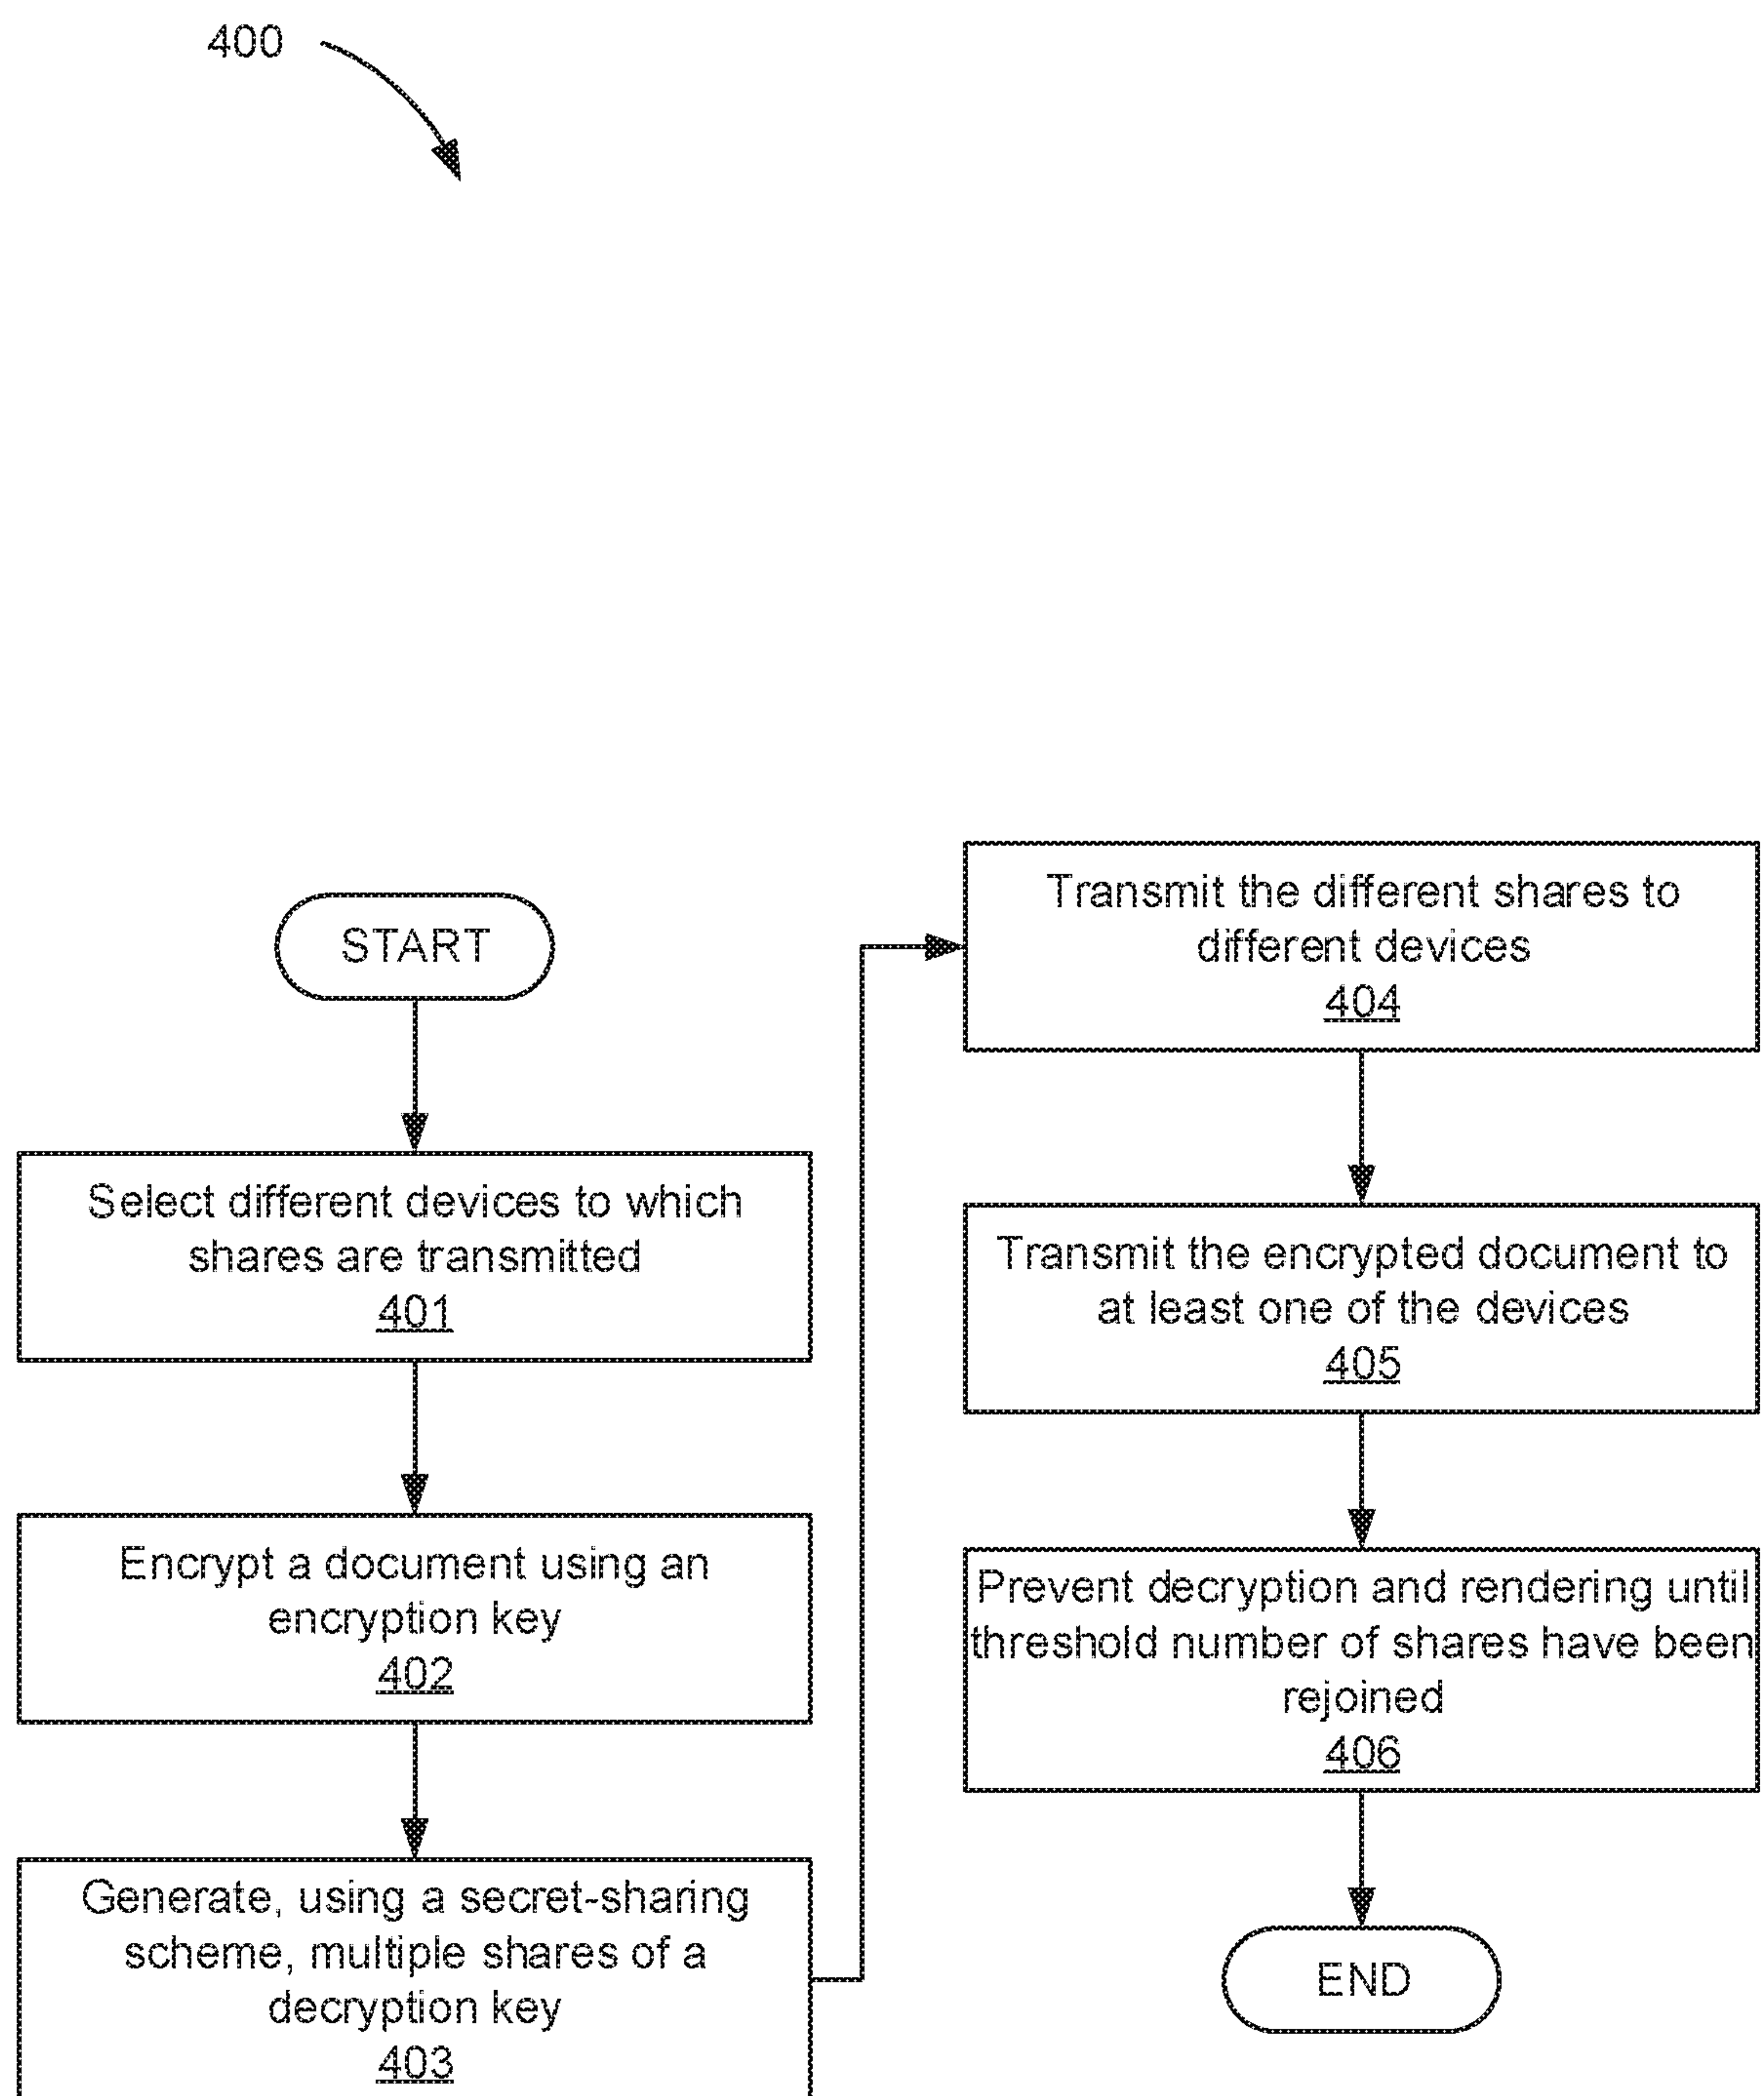 400
START
Select different devices to which
shares are transmitted
401
Encrypt a document using an
encryption key
402
Generate, using a secret-sharing
scheme, multiple shares of a
decryption key
403
Transmit the different shares to
different devices
404
Transmit the encrypted document to
at least one of the devices
405
Prevent decryption and rendering until
threshold number of shares have been
rejoined
406
END